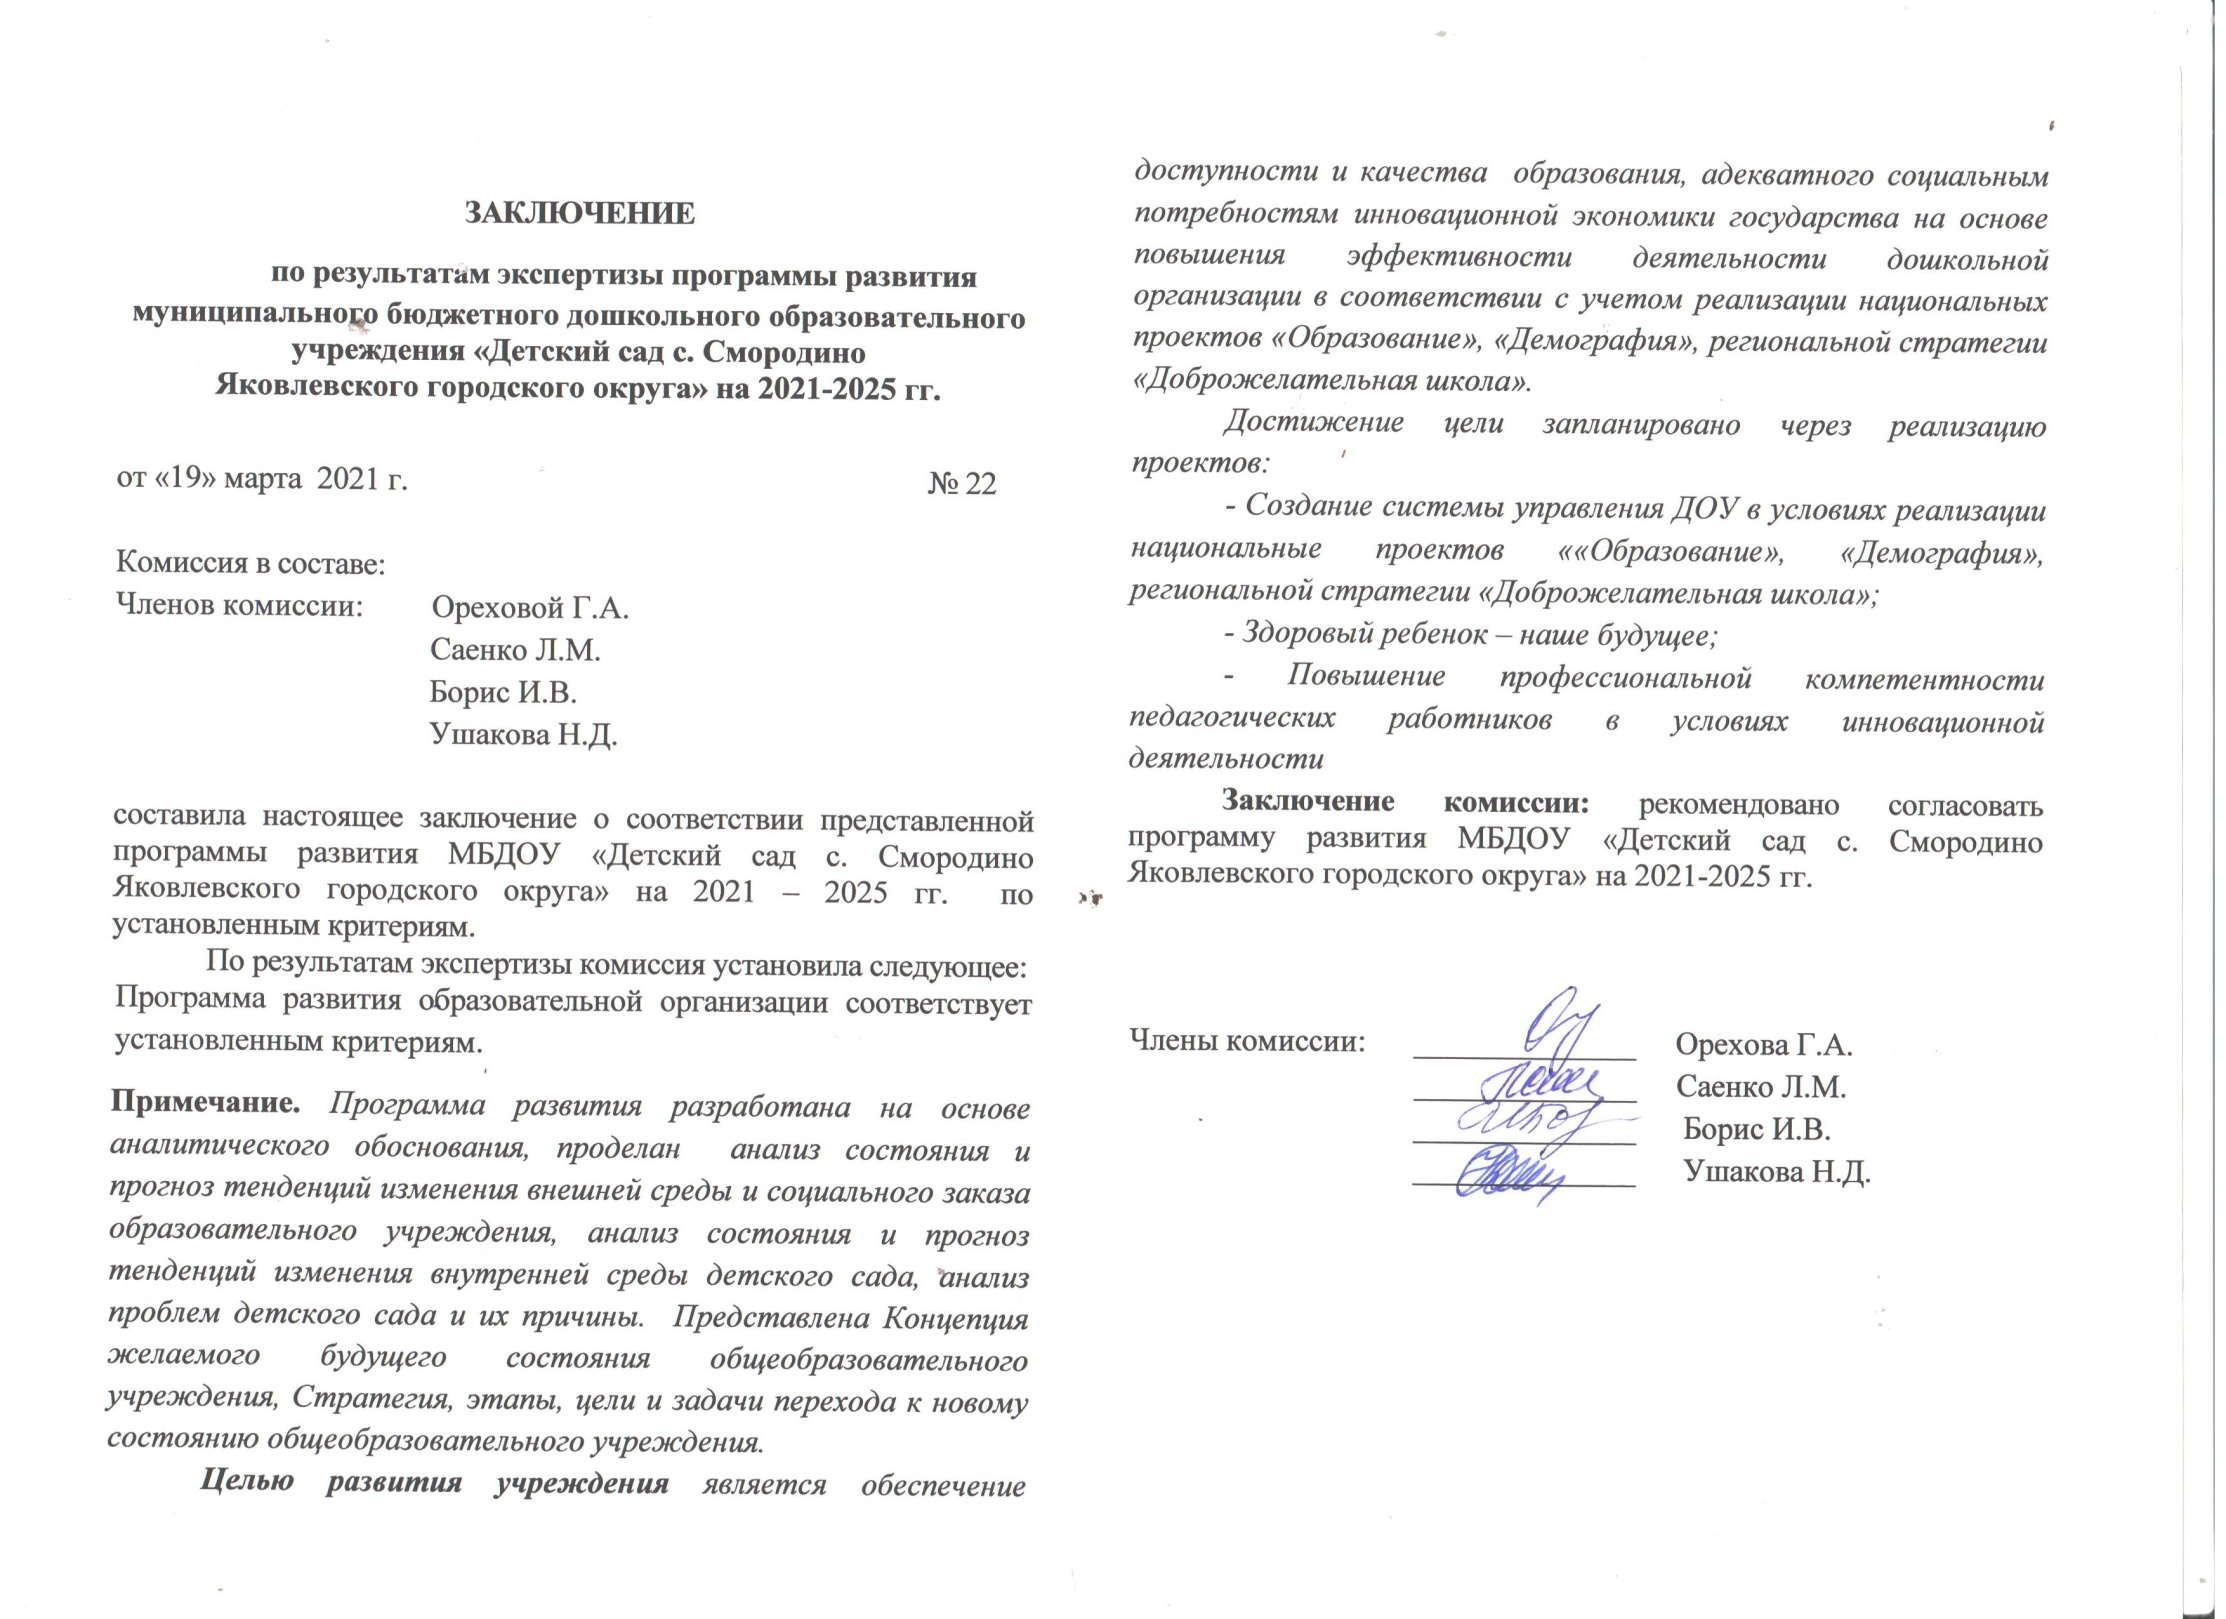 ЗАКЛЮЧЕНИЕ
по результатам экспертизы программы развития
муниципального бюджетного дошкольного образовательного
учреждения «Детский сад с. Смородино
Яковлевского городского округа» на 2021-2025 гг.
от «19» марта 2021 г. № 22
Комиссия в составе:
Членов комиссии: Ореховой Г.А.
Саенко Л.М.
Борис И.В.
Ушакова Н.Д.
составила настоящее заключение о соответствии представленной
программы развития МБДОУ «Детский сад с. Смородино
Яковлевского городского округа» на 2021 – 2025 гг. по
установленным критериям.
По результатам экспертизы комиссия установила следующее:
Программа развития образовательной организации соответствует
установленным критериям.
Примечание. Программа развития разработана на основе
аналитического обоснования, проделан анализ состояния и
прогноз тенденций изменения внешней среды и социального заказа
образовательного учреждения, анализ состояния и прогноз
тенденций изменения внутренней среды детского сада, анализ
проблем детского сада и их причины. Представлена Концепция
желаемого будущего состояния общеобразовательного
учреждения, Стратегия, этапы, цели и задачи перехода к новому
состоянию общеобразовательного учреждения.
Целью развития учреждения является обеспечение
доступности и качества образования, адекватного социальным
потребностям инновационной экономики государства на основе
повышения эффективности деятельности дошкольной
организации в соответствии с учетом реализации национальных
проектов «Образование», «Демография», региональной стратегии
«Доброжелательная школа».
Достижение цели запланировано через реализацию
проектов:
- Создание системы управления ДОУ в условиях реализации
национальные проектов ««Образование», «Демография»,
региональной стратегии «Доброжелательная школа»;
- Здоровый ребенок – наше будущее;
- Повышение профессиональной компетентности
педагогических работников в условиях инновационной
деятельности
Заключение комиссии: рекомендовано согласовать
программу развития МБДОУ «Детский сад с. Смородино
Яковлевского городского округа» на 2021-2025 гг.
Члены комиссии: Орехова Г.А.
Саенко Л.М.
Борис И.В.
Ушакова Н.Д.